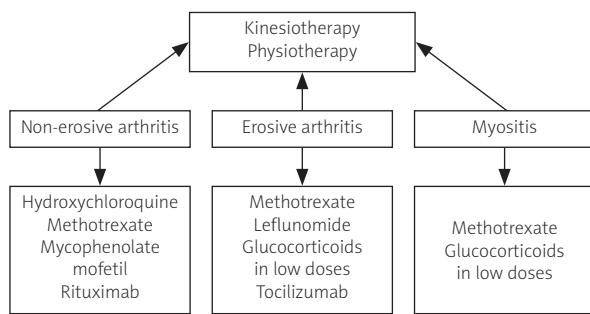 Kinesiotherapy
Physiotherapy
Non-erosive arthritis
Erosive arthritis
Myositis
Hydroxychloroquine
Methotrexate
Mycophenolate
mofetil
Rituximab
Methotrexate
Leflunomide
Glucocorticoids
in low doses
Tocilizumab
Methotrexate
Glucocorticoids
in low doses